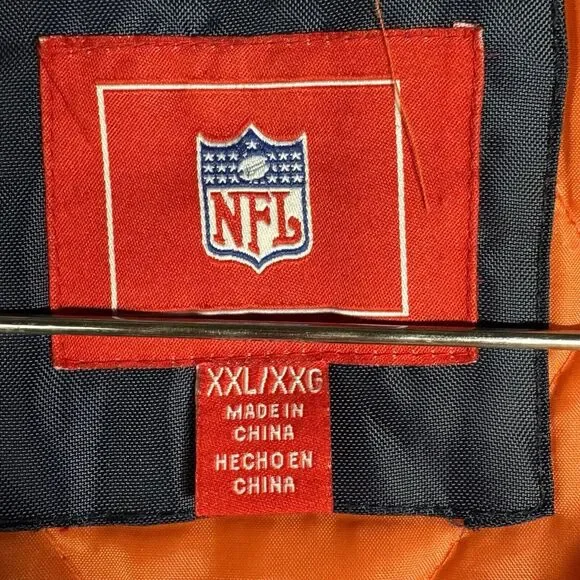 NFL
XXL/XXG
MADE IN
CHINA
HECHO EN
CHINA